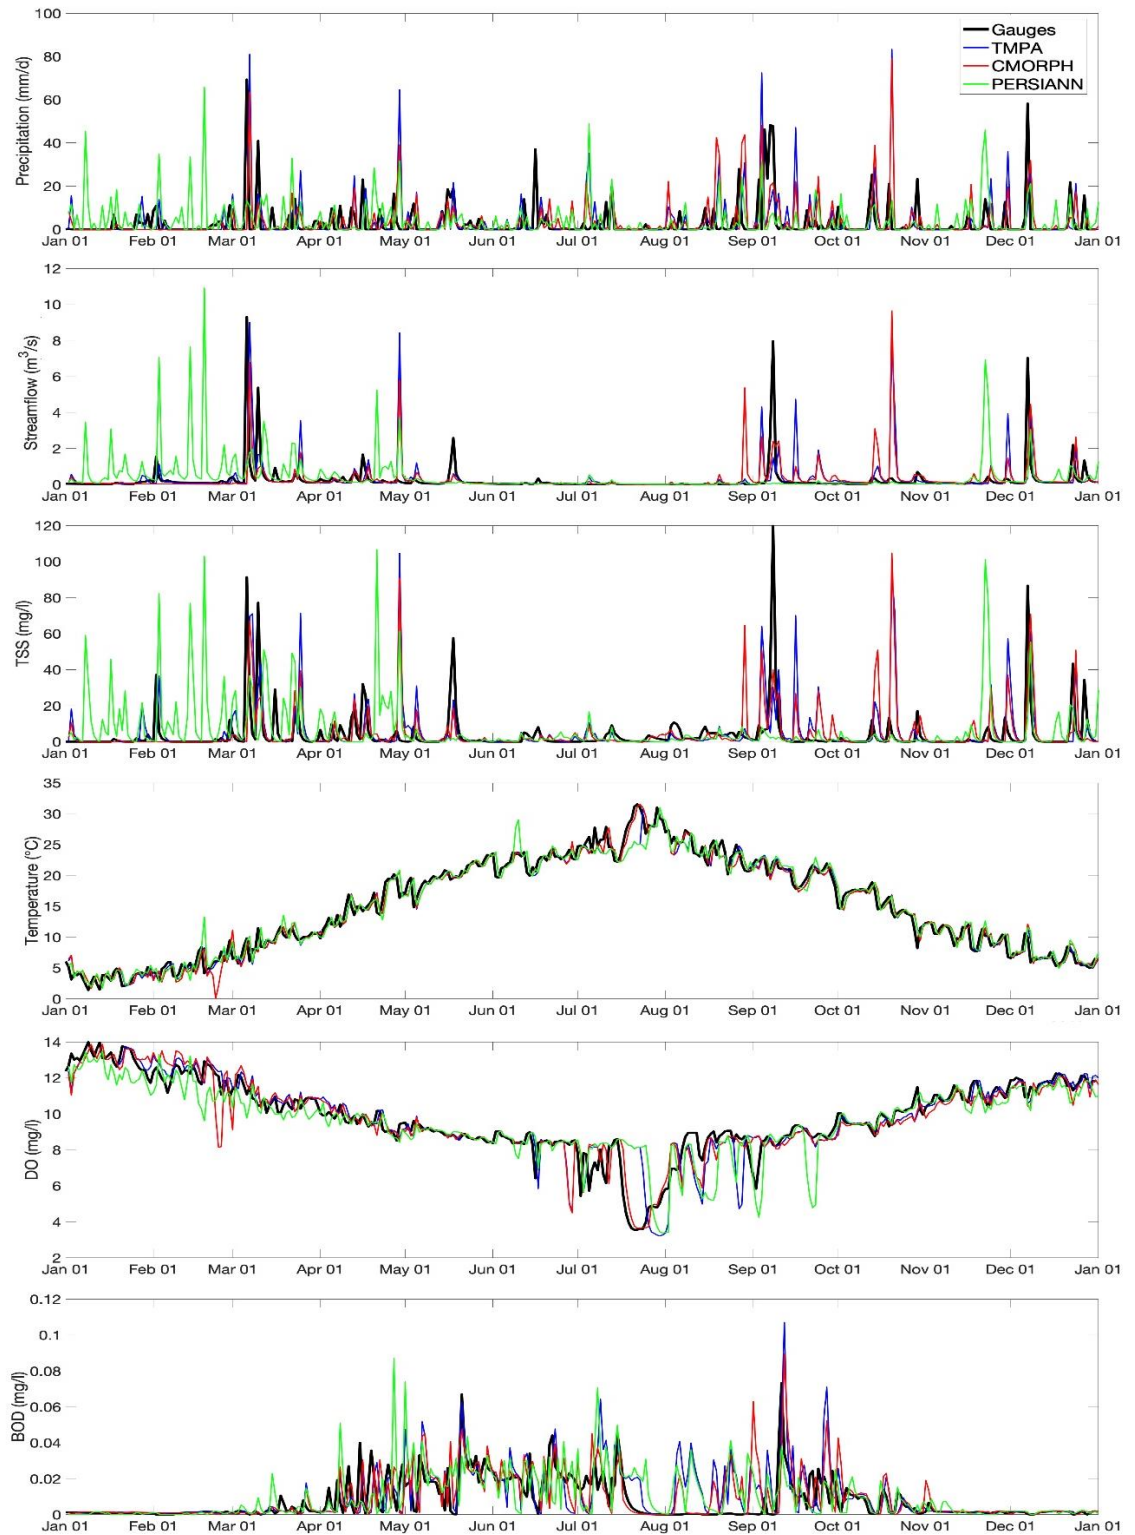 100
80
60
40
20
0
Precipitation (mm/d)
Gauges
TMPA
CMORPH
PERSIANN
Jan 01 Feb 01 Mar 01 Apr 01 May 01 Jun 01 Jul 01 Aug 01 Sep 01 Oct 01 Nov 01 Dec 01 Jan 01
12
10
8
6
4
2
0
Streamflow (m³/s)
Jan 01 Feb 01 Mar 01 Apr 01 May 01 Jun 01 Jul 01 Aug 01 Sep 01 Oct 01 Nov 01 Dec 01 Jan 01
120
100
80
60
40
20
0
TSS (mg/l)
Jan 01 Feb 01 Mar 01 Apr 01 May 01 Jun 01 Jul 01 Aug 01 Sep 01 Oct 01 Nov 01 Dec 01 Jan 01
35
30
25
20
15
10
5
0
Temperature (°C)
Jan 01 Feb 01 Mar 01 Apr 01 May 01 Jun 01 Jul 01 Aug 01 Sep 01 Oct 01 Nov 01 Dec 01 Jan 01
14
12
10
8
6
4
2
DO (mg/l)
Jan 01 Feb 01 Mar 01 Apr 01 May 01 Jun 01 Jul 01 Aug 01 Sep 01 Oct 01 Nov 01 Dec 01 Jan 01
0.12
0.1
0.08
0.06
0.04
0.02
0
BOD (mg/l)
Jan 01 Feb 01 Mar 01 Apr 01 May 01 Jun 01 Jul 01 Aug 01 Sep 01 Oct 01 Nov 01 Dec 01 Jan 01